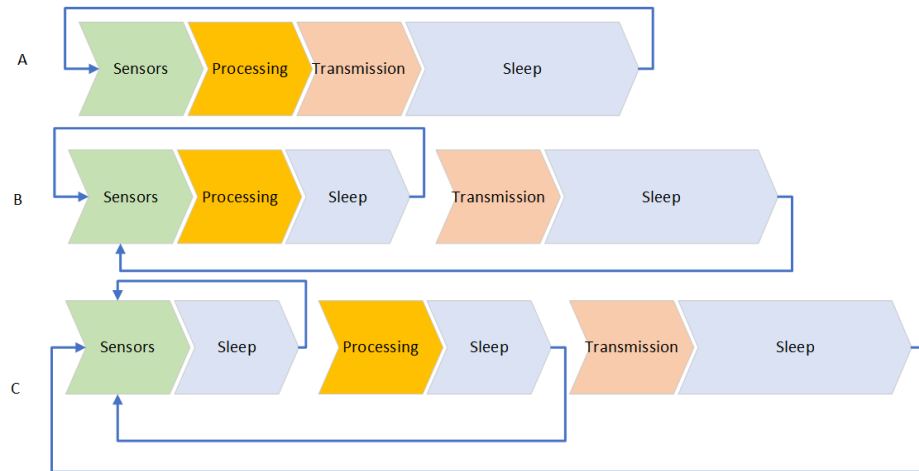 A
Sensors
Processing
Transmission
Sleep
B
Sensors
Processing
Sleep
Transmission
Sleep
C
Sensors
Sleep
Processing
Sleep
Transmission
Sleep